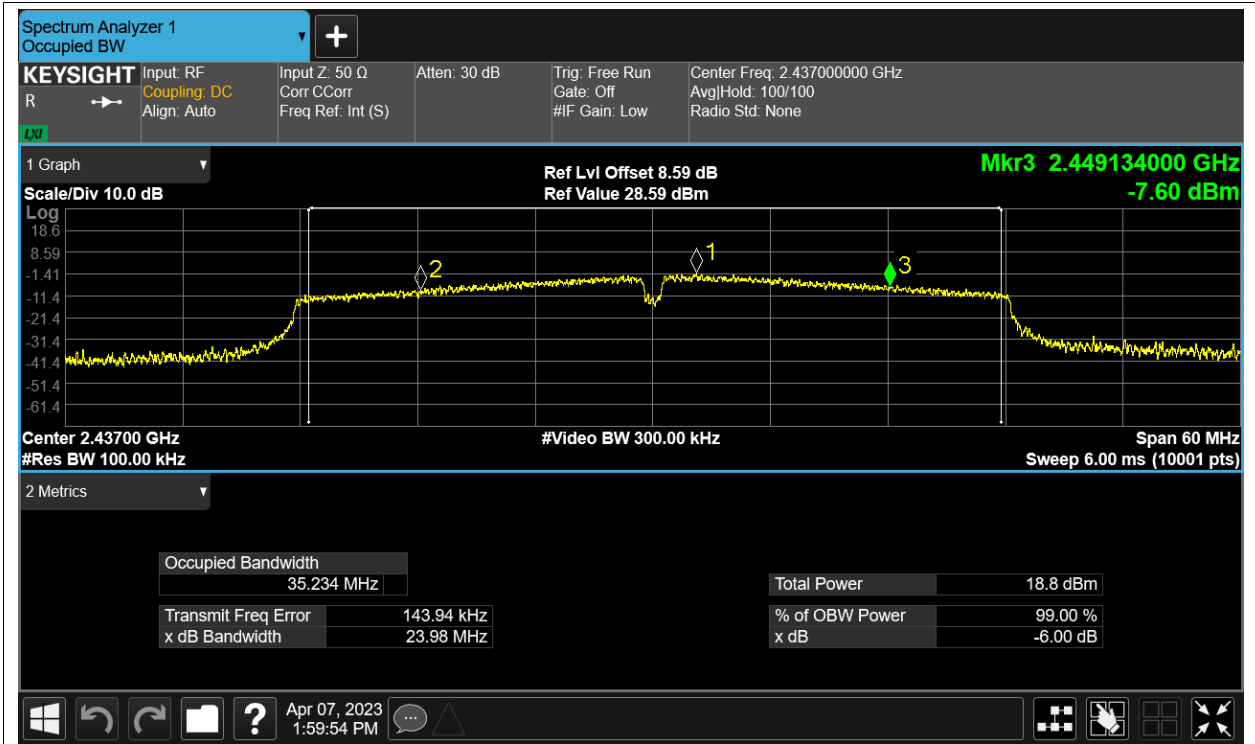 Spectrum Analyzer 1
Occupied BW
KEYSIGHT
R
LXI
Input: RF
Coupling: DC
Align: Auto
Input Z: 50 Ω
Corr CCorr
Freq Ref: Int (S)
Atten: 30 dB
Trig: Free Run
Gate: Off
#IF Gain: Low
Center Freq: 2.437000000 GHz
Avg|Hold: 100/100
Radio Std: None
1 Graph
Scale/Div 10.0 dB
Ref Lvl Offset 8.59 dB
Ref Value 28.59 dBm
Mkr3 2.449134000 GHz
-7.60 dBm
Log
18.6
8.59
-1.41
-11.4
-21.4
-31.4
-41.4
-51.4
-61.4
2
1
3
Center 2.43700 GHz
#Video BW 300.00 kHz
Span 60 MHz
#Res BW 100.00 kHz
Sweep 6.00 ms (10001 pts)
2 Metrics
Occupied Bandwidth
35.234 MHz
Transmit Freq Error 143.94 kHz
x dB Bandwidth 23.98 MHz
Total Power 18.8 dBm
% of OBW Power 99.00 %
x dB -6.00 dB
?
Apr 07, 2023
1:59:54 PM